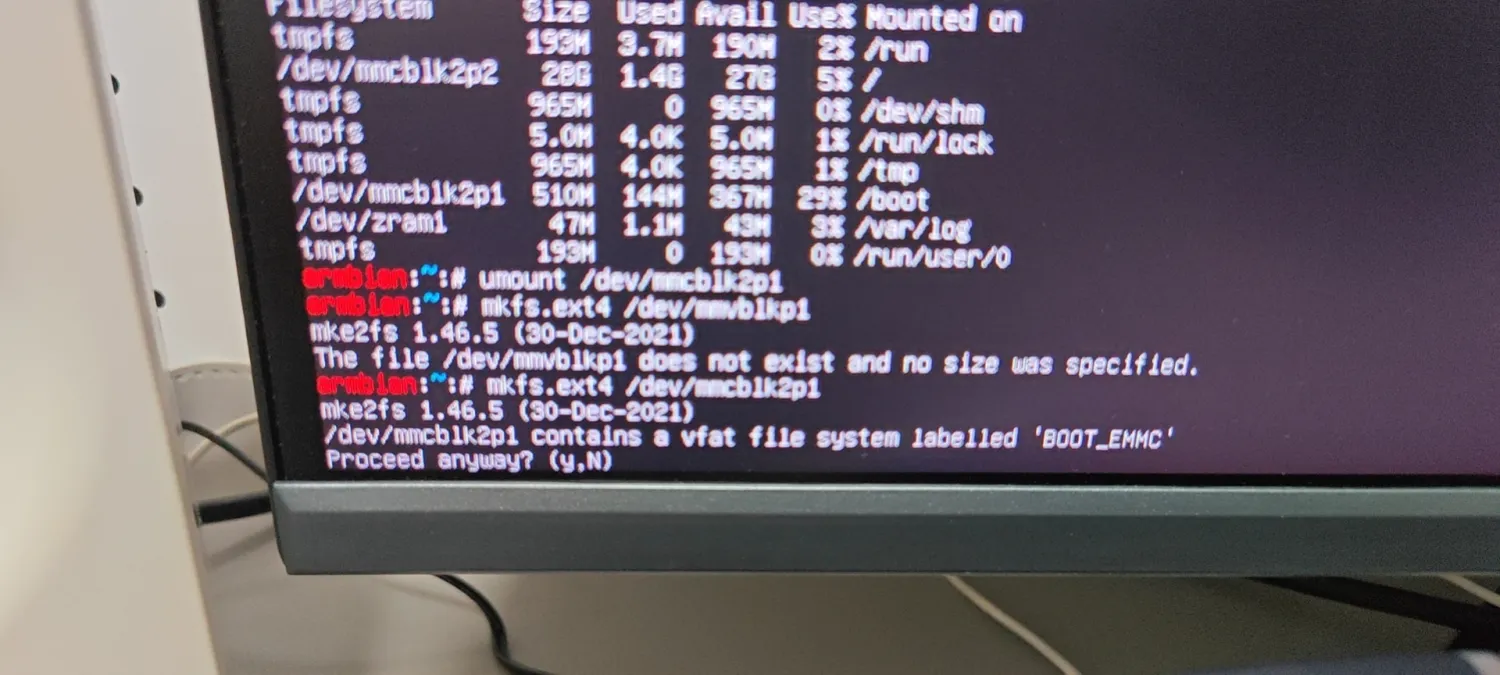 Filesystem Size Used Avail Use% Mounted on
tmpfs 193M 3.7M 190M 2% /run
/dev/mmcblk2p2 28G 1.4G 27G 5% /
tmpfs 965M 0 965M 0% /dev/shm
tmpfs 5.0M 4.0K 5.0M 1% /run/lock
tmpfs 965M 4.0K 965M 1% /tmp
/dev/mmcblk2p1 510M 144M 367M 29% /boot
/dev/zram1 47M 1.1M 43M 3% /var/log
tmpfs 193M 0 193M 0% /run/user/0
armbian:~:# umount /dev/mmcblk2p1
armbian:~:# mkfs.ext4 /dev/mmvblkp1
mke2fs 1.46.5 (30-Dec-2021)
The file /dev/mmvblkp1 does not exist and no size was specified.
armbian:~:# mkfs.ext4 /dev/mmcblk2p1
mke2fs 1.46.5 (30-Dec-2021)
/dev/mmcblk2p1 contains a vfat file system labelled 'BOOT_EMMC'
Proceed anyway? (y,N)